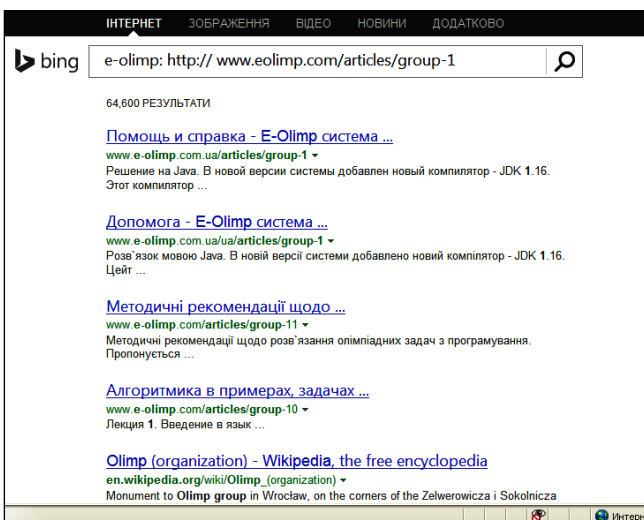 ІНТЕРНЕТ ЗОБРАЖЕННЯ ВІДЕО НОВИНИ ДОДАТКОВО
bing e-olimp: http:// www.eolimp.com/articles/group-1
64,600 РЕЗУЛЬТАТИ
Помощь и справка - E-Olimp система ...
www.e-olimp.com.ua/articles/group-1
Решение на Java. В новой версии системы добавлен новый компилятор - JDK 1.16.
Этот компилятор ...
Допомога - E-Olimp система ...
www.e-olimp.com.ua/ua/articles/group-1
Розв`язок мовою Java. В новій версії системи добавлено новий компілятор - JDK 1.16.
Цейт ...
Методичні рекомендації щодо ...
www.e-olimp.com/articles/group-11
Методичні рекомендації щодо розв`язання олімпіадних задач з програмування.
Пропонується ...
Алгоритмика в примерах, задачах ...
www.e-olimp.com/articles/group-10
Лекция 1. Введение в язык ...
Olimp (organization) - Wikipedia, the free encyclopedia
en.wikipedia.org/wiki/Olimp_(organization)
Monument to Olimp group in Wrocław, on the corners of the Zelwerowicza i Sokolnicza